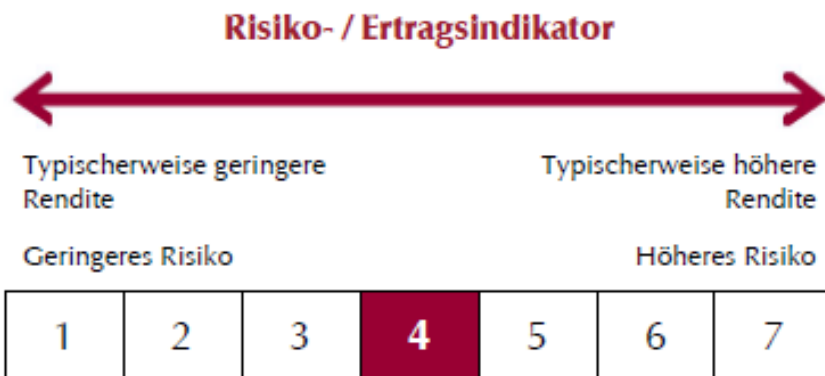 Risiko- / Ertragsindikator
Typischerweise geringere
Rendite
Typischerweise höhere
Rendite
Geringeres Risiko
Höheres Risiko
1 2 3 4 5 6 7